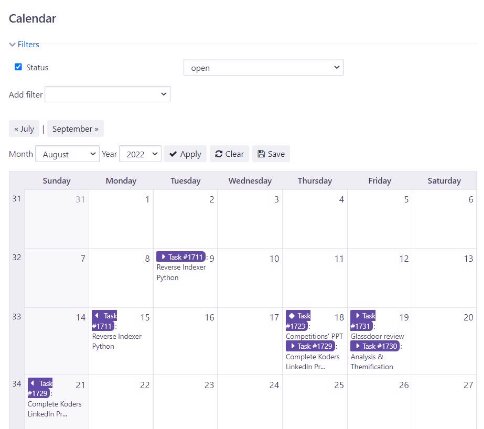 Calendar
Filters
Status open
Add filter
« July | September »
Month August Year 2022 Apply Clear Save
Sunday Monday Tuesday Wednesday Thursday Friday Saturday
31 31 1 2 3 4 5 6
32 7 8 Task #1711: 9 10 11 12 13
Reverse Indexer
Python
33 14 Task 15 16 17 Task 18 Task 19 20
#1711: #1723: #1731:
Reverse Indexer Competitions' PPT Glassdoor review
Python Task #1729: Task #1730:
Complete Koders Analysis &
LinkedIn Pr... Themification
34 Task 21 22 23 24 25 26 27
#1729:
Complete Koders
LinkedIn Pr...